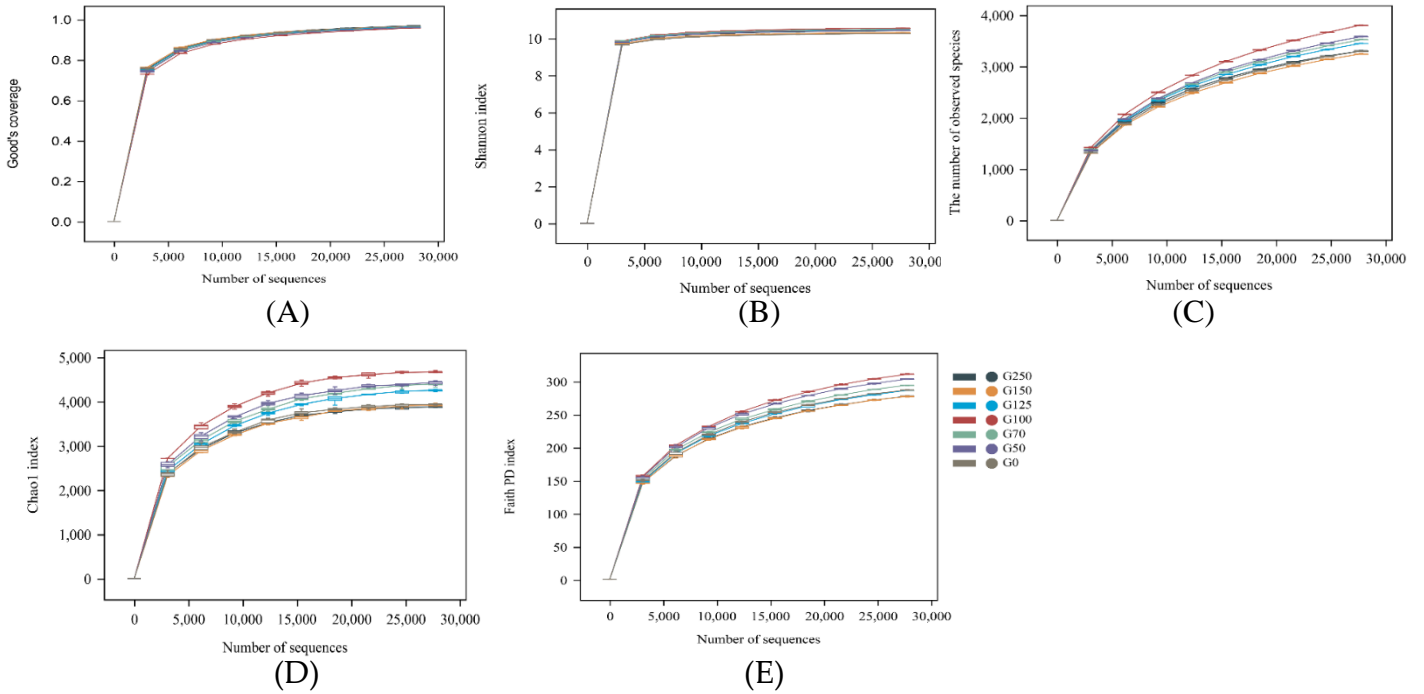 Good's coverage
1.0
0.8
0.6
0.4
0.2
0.0
0 5,000 10,000 15,000 20,000 25,000 30,000
Number of sequences
(A)
Shannon index
10
8
6
4
2
0
0 5,000 10,000 15,000 20,000 25,000 30,000
Number of sequences
(B)
The number of observed species
4,000
3,000
2,000
1,000
0
0 5,000 10,000 15,000 20,000 25,000 30,000
Number of sequences
(C)
Chao1 index
5,000
4,000
3,000
2,000
1,000
0
0 5,000 10,000 15,000 20,000 25,000 30,000
Number of sequences
(D)
Faith PD index
300
250
200
150
100
50
0
0 5,000 10,000 15,000 20,000 25,000 30,000
Number of sequences
(E)
G250
G150
G125
G100
G70
G50
G0